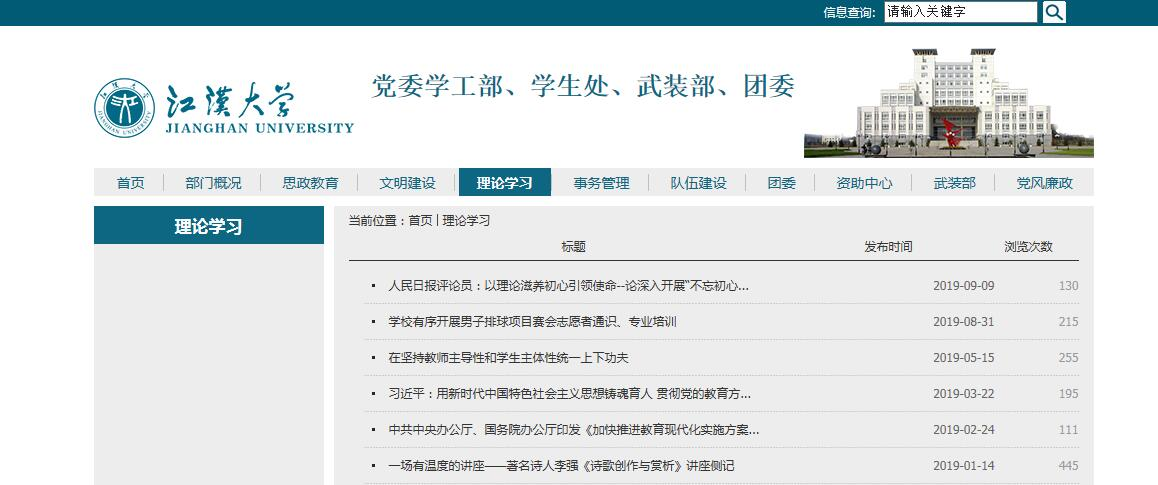 信息查询: 请输入关键字
江汉大学
JIANGHAN UNIVERSITY
党委学工部、学生处、武装部、团委
首页 部门概况 思政教育 文明建设 理论学习 事务管理 队伍建设 团委 资助中心 武装部 党风廉政
理论学习
当前位置：首页 | 理论学习
标题 发布时间 浏览次数
人民日报评论员：以理论滋养初心引领使命--论深入开展“不忘初心... 2019-09-09 130
学校有序开展男子排球项目赛会志愿者通识、专业培训 2019-08-31 215
在坚持教师主导性和学生主体性统一上下功夫 2019-05-15 255
习近平：用新时代中国特色社会主义思想铸魂育人 贯彻党的教育方... 2019-03-22 195
中共中央办公厅、国务院办公厅印发《加快推进教育现代化实施方案... 2019-02-24 111
一场有温度的讲座——著名诗人李强《诗歌创作与赏析》讲座侧记 2019-01-14 445